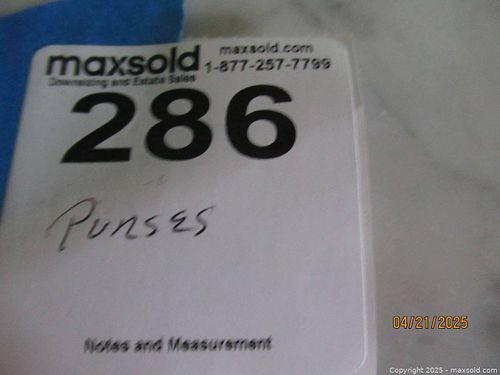 maxsold
maxsold.com
1-877-257-7799
Downsizing and Estate Sales
286
Purses
Notes and Measurement
04/21/2025
Copyright 2025 - maxsold.com